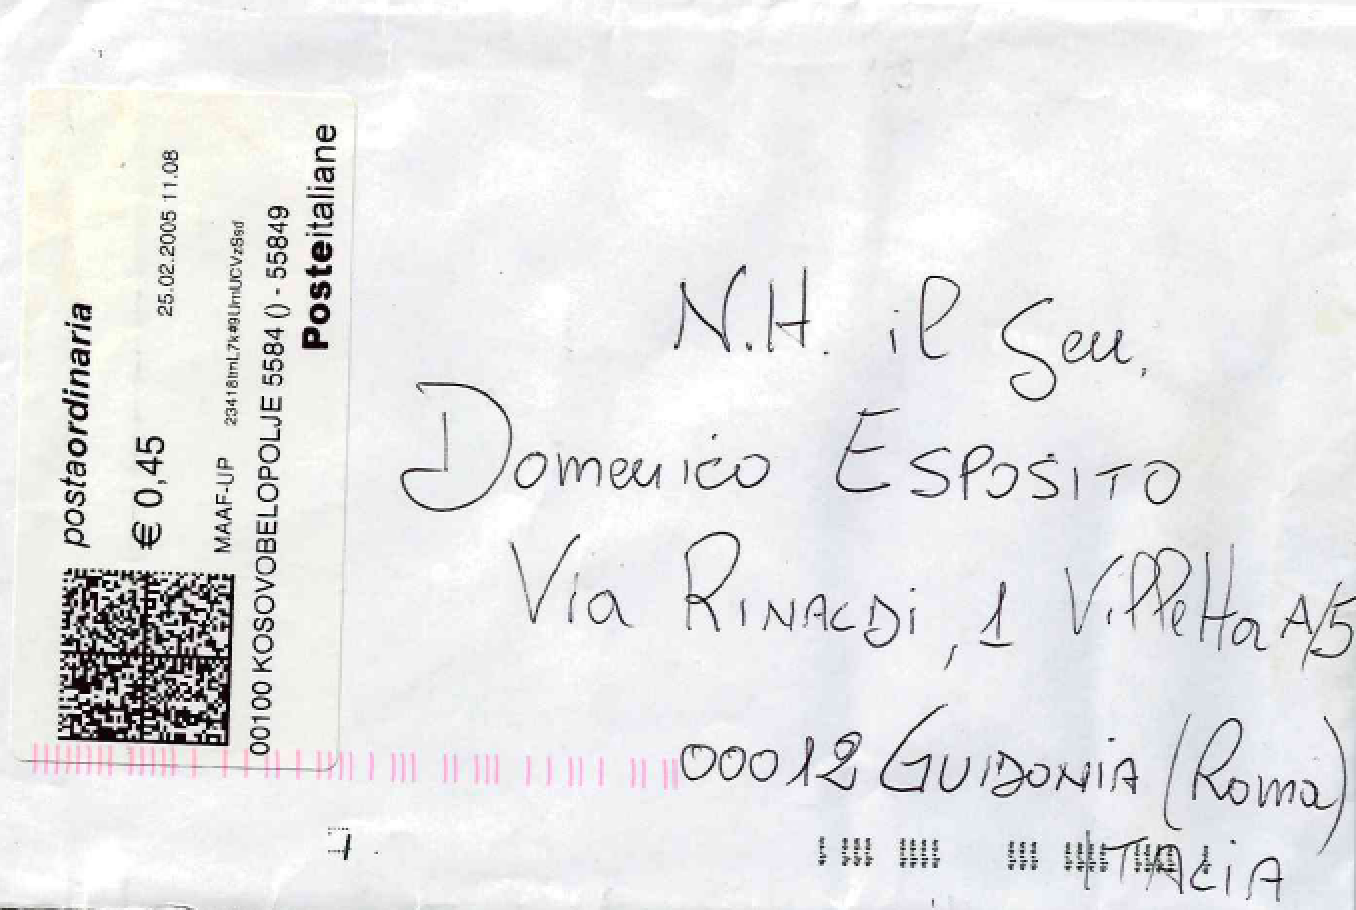 postaordinaria
€ 0,45
25.02.2005 11.08
MAAF-UP
00100 KOSOVOBELOPOLJE 5584 () - 55849
Posteitaliane
N.H. il Gen.
Domenico ESPOSITO
Via RINALDI, 1 Villetta A/5
00012 GUIDONIA (Roma)
ITALIA